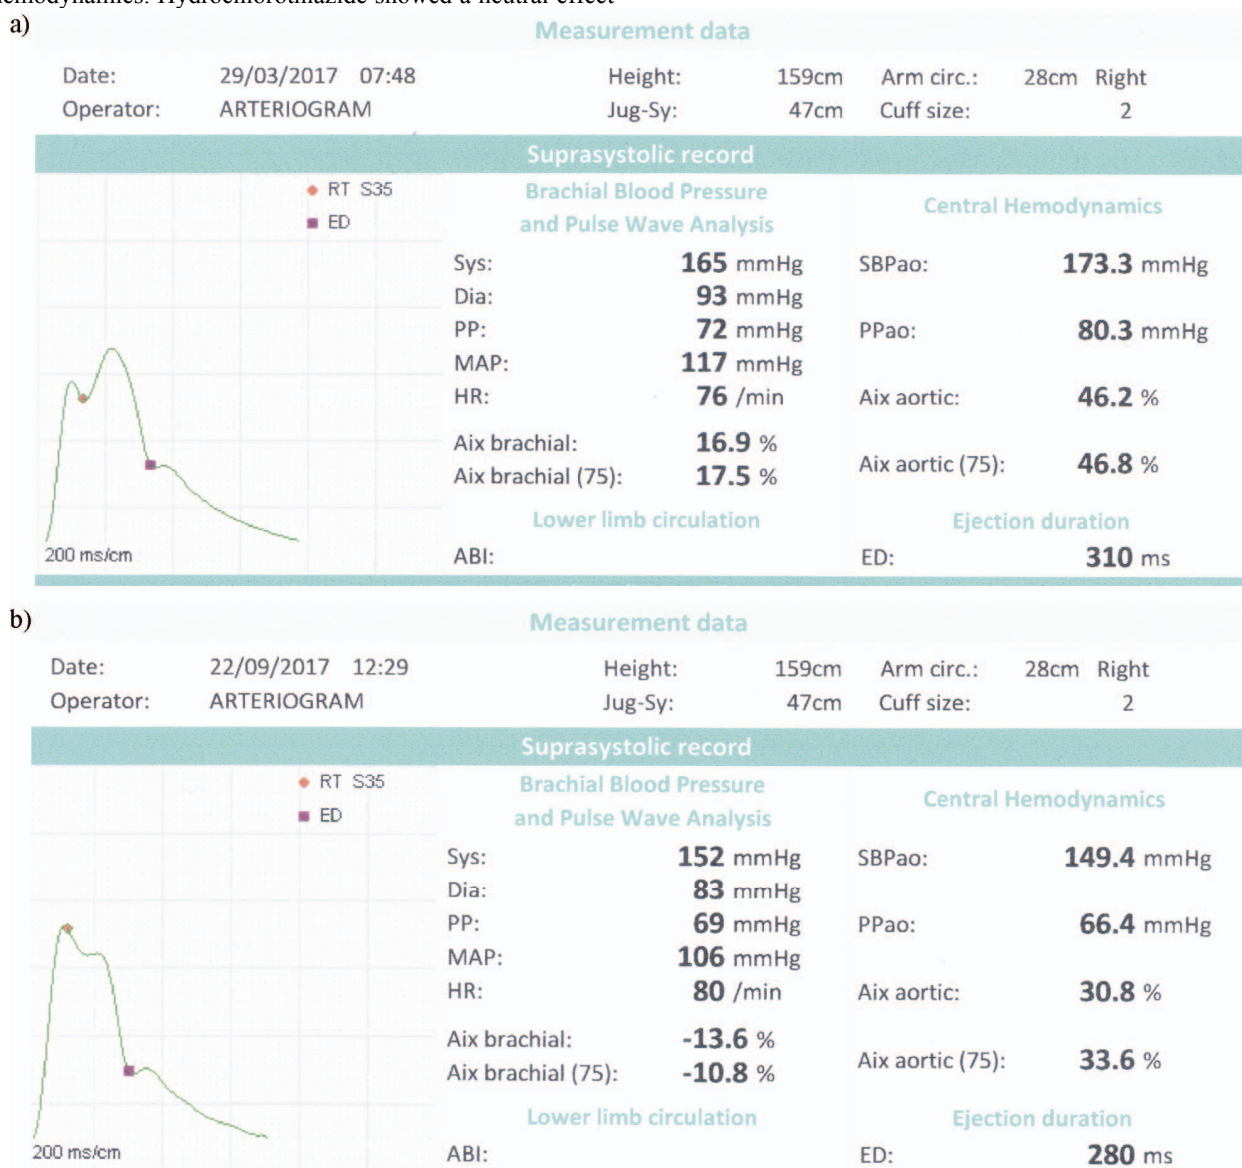 hemodynamics. Hydrochlorothiazide showed a neutral effect
a)
Measurement data
Date: 29/03/2017 07:48 Height: 159cm Arm circ.: 28cm Right
Operator: ARTERIOGRAM Jug-Sy: 47cm Cuff size: 2
Suprasystolic record
RT S35
ED
200 ms/cm
Brachial Blood Pressure
and Pulse Wave Analysis
Sys: 165 mmHg
Dia: 93 mmHg
PP: 72 mmHg
MAP: 117 mmHg
HR: 76 /min
Aix brachial: 16.9 %
Aix brachial (75): 17.5 %
Lower limb circulation
ABI:
Central Hemodynamics
SBPao: 173.3 mmHg
PPao: 80.3 mmHg
Aix aortic: 46.2 %
Aix aortic (75): 46.8 %
Ejection duration
ED: 310 ms
b)
Measurement data
Date: 22/09/2017 12:29 Height: 159cm Arm circ.: 28cm Right
Operator: ARTERIOGRAM Jug-Sy: 47cm Cuff size: 2
Suprasystolic record
RT S35
ED
200 ms/cm
Brachial Blood Pressure
and Pulse Wave Analysis
Sys: 152 mmHg
Dia: 83 mmHg
PP: 69 mmHg
MAP: 106 mmHg
HR: 80 /min
Aix brachial: -13.6 %
Aix brachial (75): -10.8 %
Lower limb circulation
ABI:
Central Hemodynamics
SBPao: 149.4 mmHg
PPao: 66.4 mmHg
Aix aortic: 30.8 %
Aix aortic (75): 33.6 %
Ejection duration
ED: 280 ms